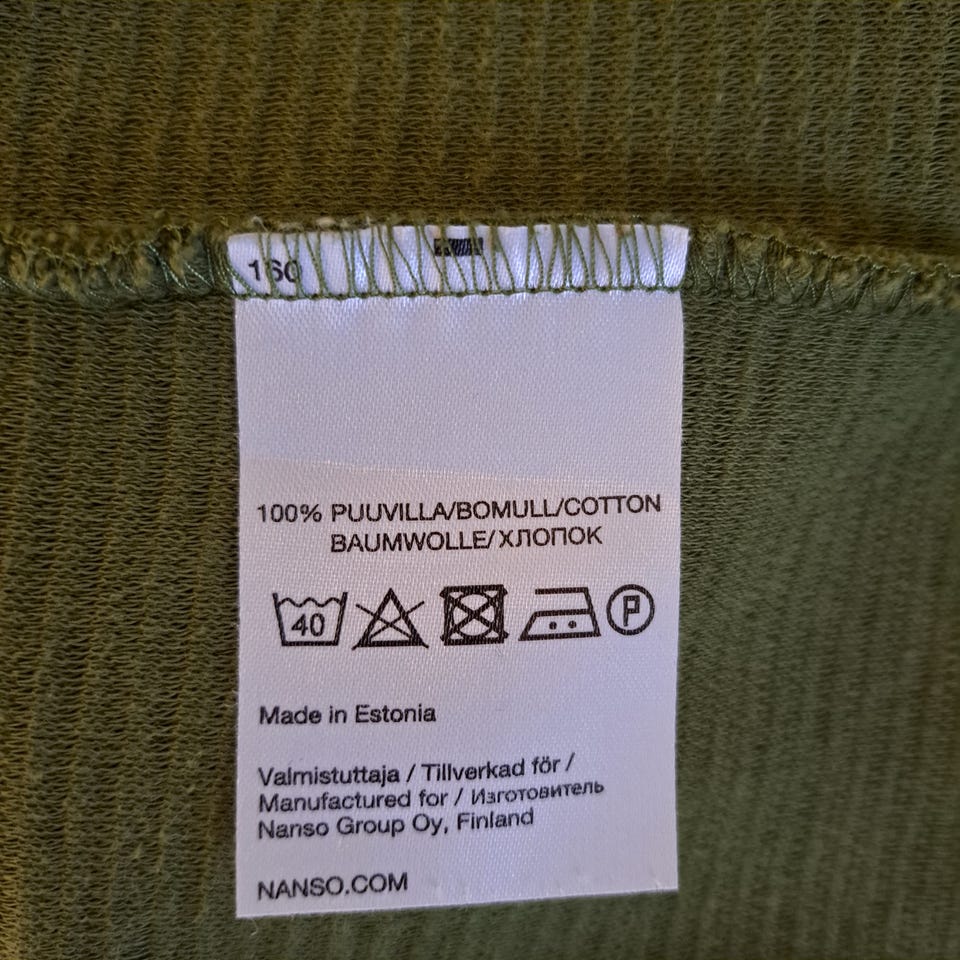 160
100% PUUVILLA/BOMULL/COTTON
BAUMWOLLE/ХЛОПОК
40
P
Made in Estonia
Valmistuttaja / Tillverkad för /
Manufactured for / Изготовитель
Nanso Group Oy, Finland
NANSO.COM